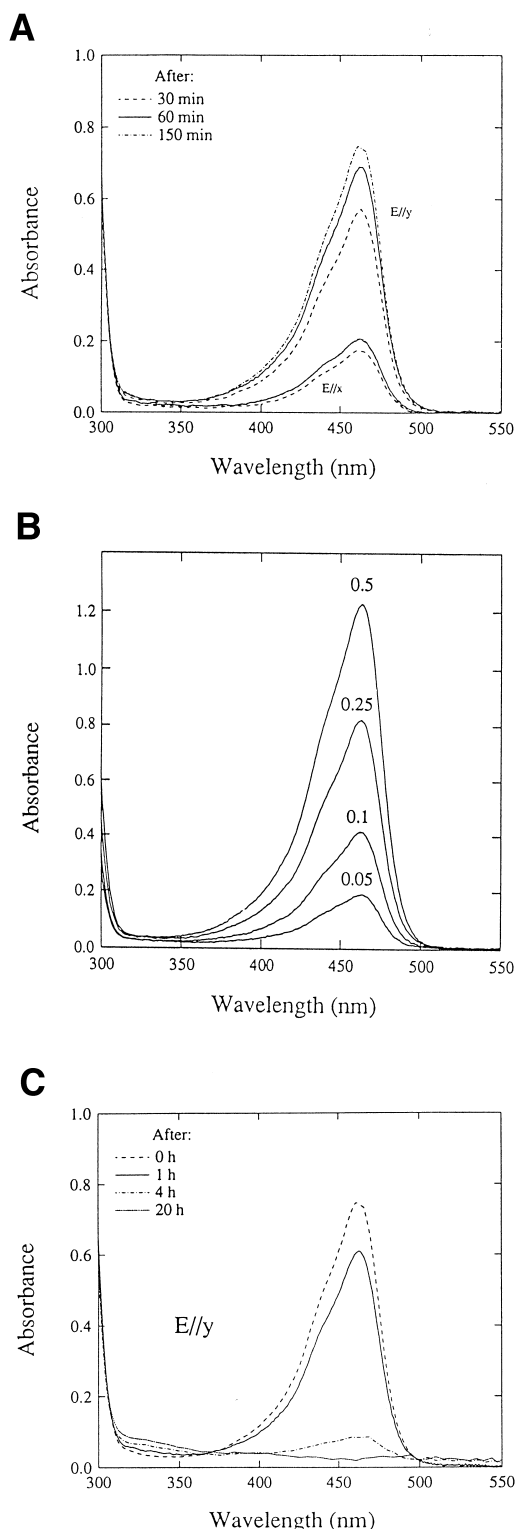 A
1.0
After:
30 min
60 min
150 min
0.8
0.6
E//y
0.4
0.2
E//x
0.0
300 350 400 450 500 550
Absorbance
Wavelength (nm)
B
0.5
1.2
1.0
0.25
0.8
0.6
0.1
0.4
0.05
0.2
0.0
300 350 400 450 500 550
Absorbance
Wavelength (nm)
C
1.0
After:
0 h
1 h
4 h
20 h
0.8
0.6
E//y
0.4
0.2
0.0
300 350 400 450 500 550
Absorbance
Wavelength (nm)